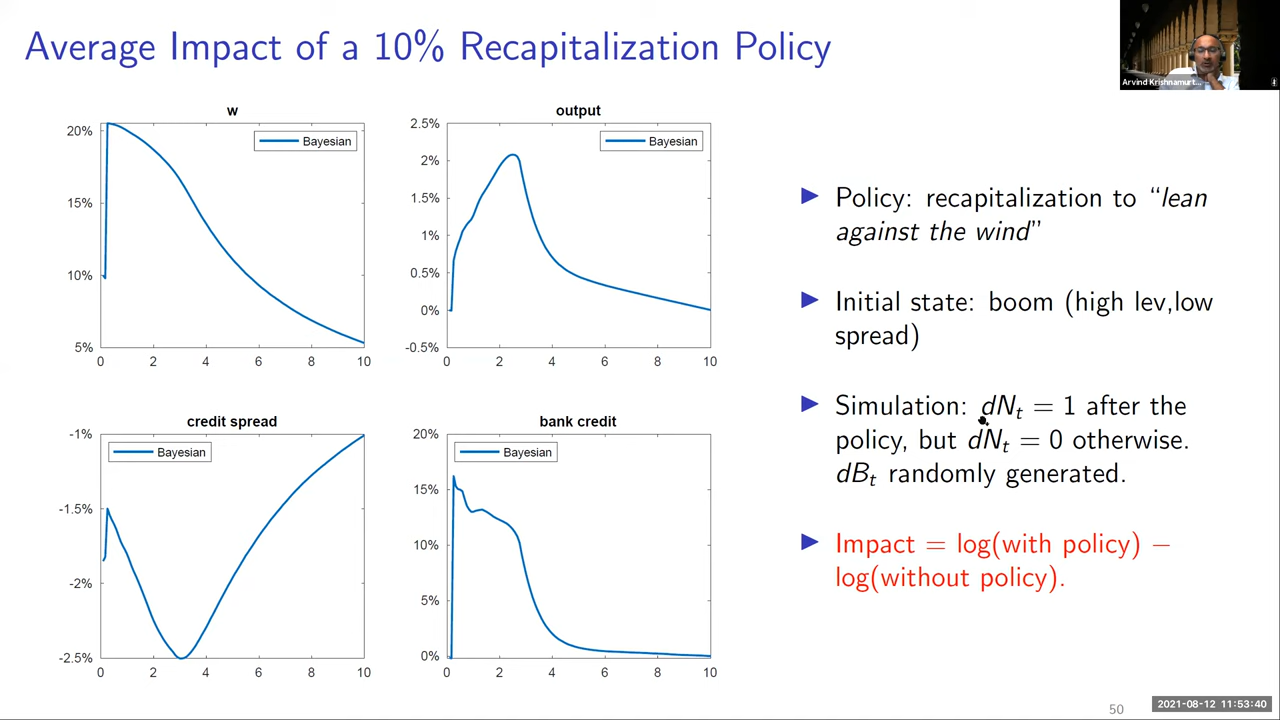 Average Impact of a 10% Recapitalization Policy
Arvind Krishnamurt...
w
Bayesian
20%
15%
10%
5%
0 2 4 6 8 10
output
Bayesian
2.5%
2%
1.5%
1%
0.5%
0%
-0.5%
0 2 4 6 8 10
credit spread
Bayesian
-1%
-1.5%
-2%
-2.5%
0 2 4 6 8 10
bank credit
Bayesian
20%
15%
10%
5%
0%
0 2 4 6 8 10
▶ Policy: recapitalization to “lean
against the wind”
▶ Initial state: boom (high lev,low
spread)
▶ Simulation: dNₜ = 1 after the
policy, but dNₜ = 0 otherwise.
dBₜ randomly generated.
▶ Impact = log(with policy) −
log(without policy).
50
2021-08-12 11:53:40